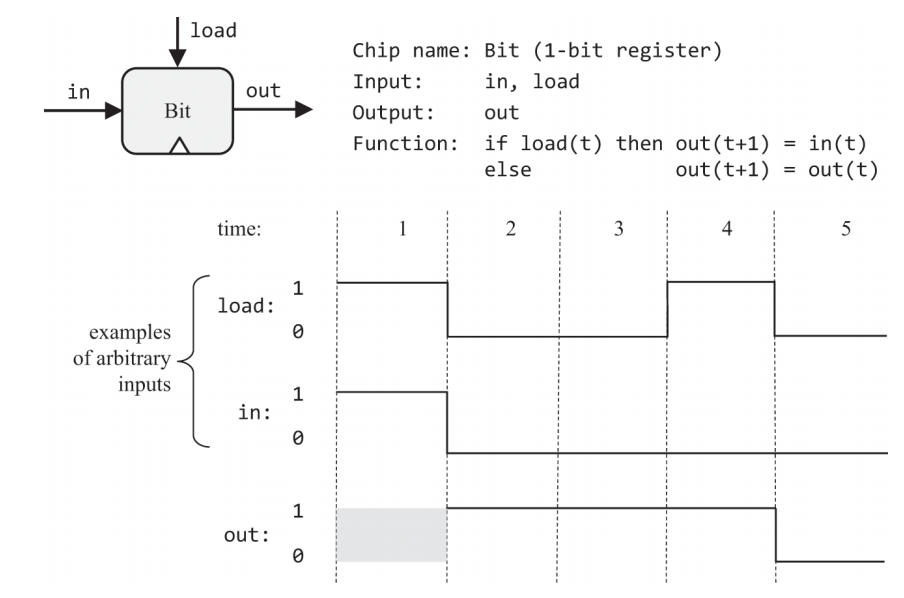 load
in
out
Bit
Chip name: Bit (1-bit register)
Input: in, load
Output: out
Function: if load(t) then out(t+1) = in(t)
else out(t+1) = out(t)
time: 1 2 3 4 5
examples
of arbitrary
inputs
load:
1
0
in:
1
0
out:
1
0